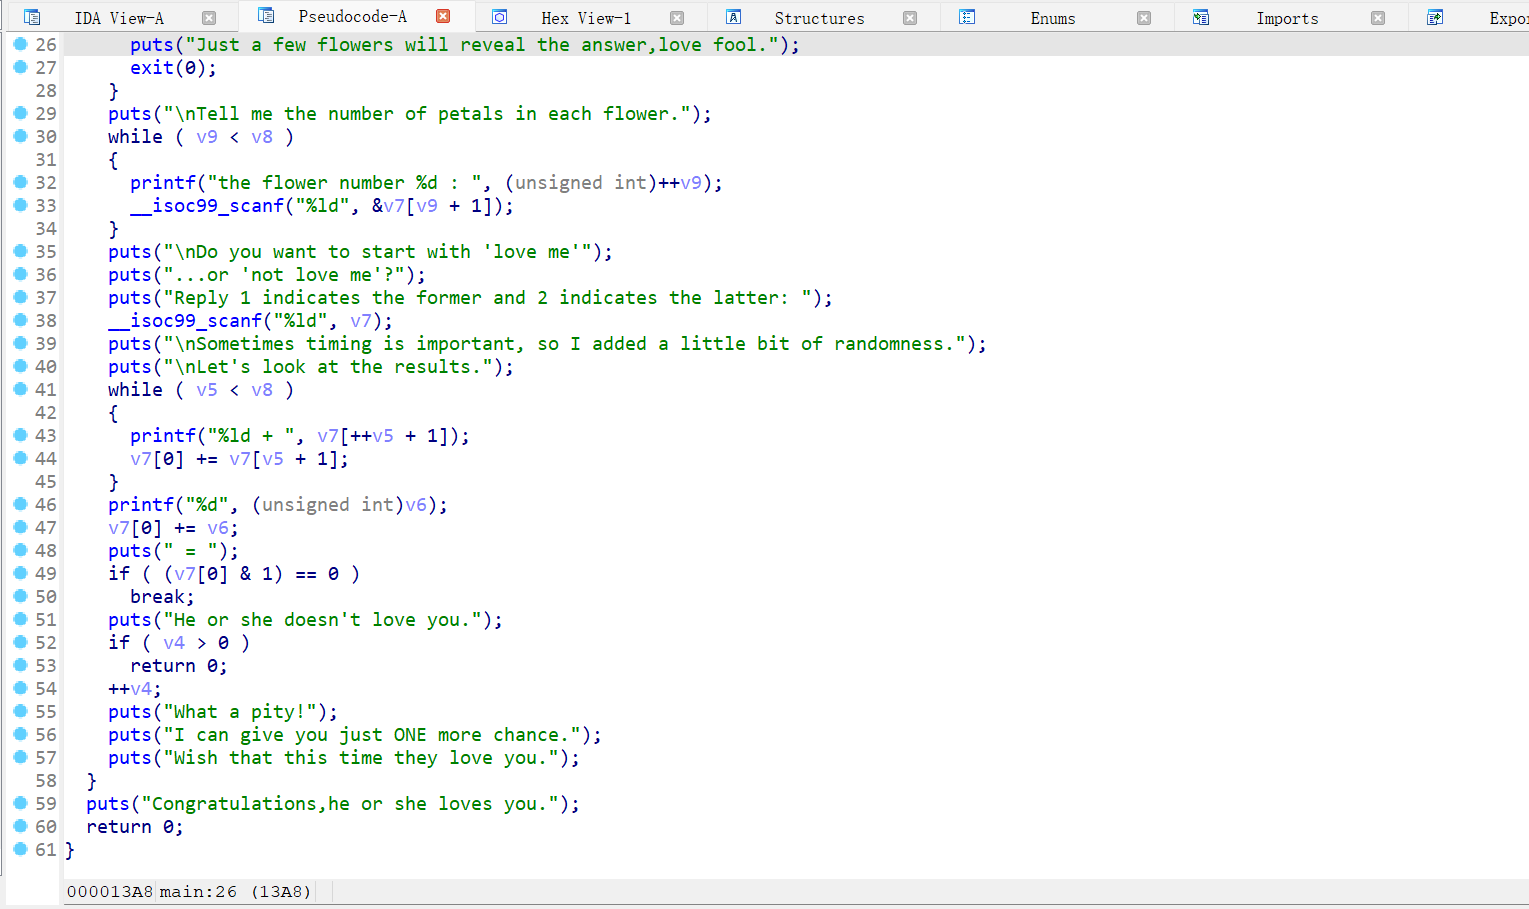 IDA View-A Pseudocode-A Hex View-1 Structures Enums Imports Expor
26 puts("Just a few flowers will reveal the answer,love fool.");
27 exit(0);
28 }
29 puts("\nTell me the number of petals in each flower.");
30 while ( v9 < v8 )
31 {
32 printf("the flower number %d : ", (unsigned int)++v9);
33 __isoc99_scanf("%ld", &v7[v9 + 1]);
34 }
35 puts("\nDo you want to start with 'love me'");
36 puts("...or 'not love me'?");
37 puts("Reply 1 indicates the former and 2 indicates the latter: ");
38 __isoc99_scanf("%ld", v7);
39 puts("\nSometimes timing is important, so I added a little bit of randomness.");
40 puts("\nLet's look at the results.");
41 while ( v5 < v8 )
42 {
43 printf("%ld + ", v7[++v5 + 1]);
44 v7[0] += v7[v5 + 1];
45 }
46 printf("%d", (unsigned int)v6);
47 v7[0] += v6;
48 puts(" = ");
49 if ( (v7[0] & 1) == 0 )
50 break;
51 puts("He or she doesn't love you.");
52 if ( v4 > 0 )
53 return 0;
54 ++v4;
55 puts("What a pity!");
56 puts("I can give you just ONE more chance.");
57 puts("Wish that this time they love you.");
58 }
59 puts("Congratulations,he or she loves you.");
60 return 0;
61 }
000013A8 main:26 (13A8)